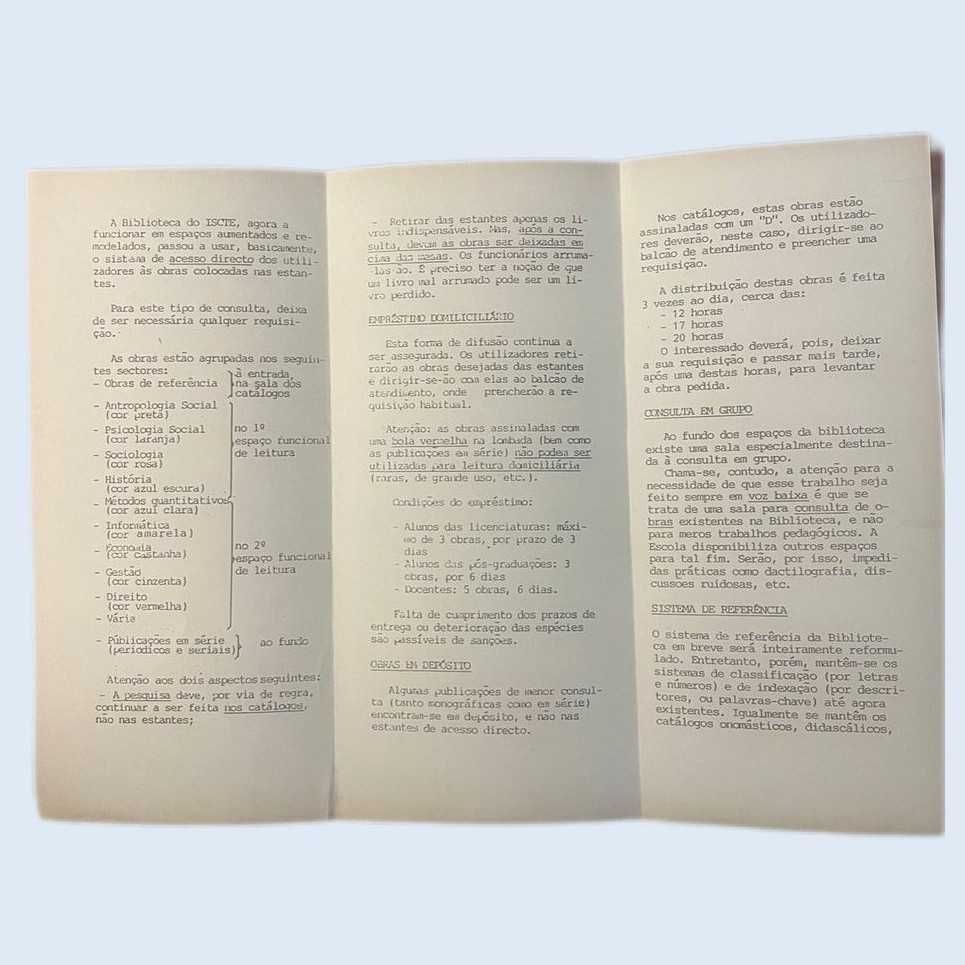 A Biblioteca do ISCTE, agora a
funcionar em espaços aumentados e re-
modelados, passou a usar, basicamente,
o sistema de acesso directo dos utili-
zadores às obras colocadas nas estan-
tes.
Para este tipo de consulta, deixa
de ser necessária qualquer requisi-
ção.
As obras estão agrupadas nos seguin-
tes sectores:
- Obras de referência
à entrada,
na sala dos
catálogos
- Antropologia Social
(cor preta)
- Psicologia Social
(cor laranja)
- Sociologia
(cor rosa)
- História
(cor azul escura)
no 1º
espaço funcional
de leitura
- Métodos quantitativos
(cor azul clara)
- Informática
(cor amarela)
- Economia
(cor castanha)
- Gestão
(cor cinzenta)
- Direito
(cor vermelha)
- Vária
no 2º
espaço funcional
de leitura
- Públicações em série
(periódicos e seriais)
ao fundo
Atenção aos dois aspectos seguintes:
- A pesquisa deve, por via de regra,
continuar a ser feita nos catálogos,
não nas estantes;
- Retirar das estantes apenas os li-
vros indispensáveis. Mas, após a con-
sulta, devem as obras ser deixadas em
cima das mesas. Os funcionários arruma-
-las-ão. É preciso ter a noção de que
um livro mal arrumado pode ser um li-
vro perdido.
EMPRÉSTIMO DOMILICILIÁRIO
Esta forma de difusão continua a
ser assegurada. Os utilizadores reti-
rarão as obras desejadas das estantes
e dirigir-se-ão com elas ao balcão de
atendimento, onde prencherão a re-
quisição habitual.
Atenção: as obras assinaladas com
uma bola vermelha na lombada (bem como
as publicações em série) não podem ser
utilizadas para leitura domiciliária
(raras, de grande uso, etc.).
Condições do empréstimo:
- Alunos das licenciaturas: máxi-
mo de 3 obras, por prazo de 3
dias
- Alunos das pós-graduações: 3
obras, por 6 dias
- Docentes: 5 obras, 6 dias.
Falta de cumprimento dos prazos de
entrega ou deterioração das espécies
são passíveis de sanções.
OBRAS EM DEPÓSITO
Algumas publicações de menor consul-
ta (tanto monográficas como em série)
encontram-se em depósito, e não nas
estantes de acesso directo.
Nos catálogos, estas obras estão
assinaladas com um "D". Os utilizado-
res deverão, neste caso, dirigir-se ao
balcão de atendimento e preencher uma
requisição.
A distribuição destas obras é feita
3 vezes ao dia, cerca das:
- 12 horas
- 17 horas
- 20 horas
O interessado deverá, pois, deixar
a sua requisição e passar mais tarde,
após uma destas horas, para levantar
a obra pedida.
CONSULTA EM GRUPO
Ao fundo dos espaços da biblioteca
existe uma sala especialmente destina-
da à consulta em grupo.
Chama-se, contudo, a atenção para a
necessidade de que esse trabalho seja
feito sempre em voz baixa é que se
trata de uma sala para consulta de o-
bras existentes na Biblioteca, e não
para meros trabalhos pedagógicos. A
Escola disponibiliza outros espaços
para tal fim. Serão, por isso, impedi-
das práticas como dactilografia, dis-
cussões ruidosas, etc.
SISTEMA DE REFERÊNCIA
O sistema de referência da Bibliote-
ca em breve será inteiramente reformu-
lado. Entretanto, porém, mantêm-se os
sistemas de classificação (por letras
e números) e de indexação (por descri-
tores, ou palavras-chave) até agora
existentes. Igualmente se mantêm os
catálogos onomásticos, didascálicos,